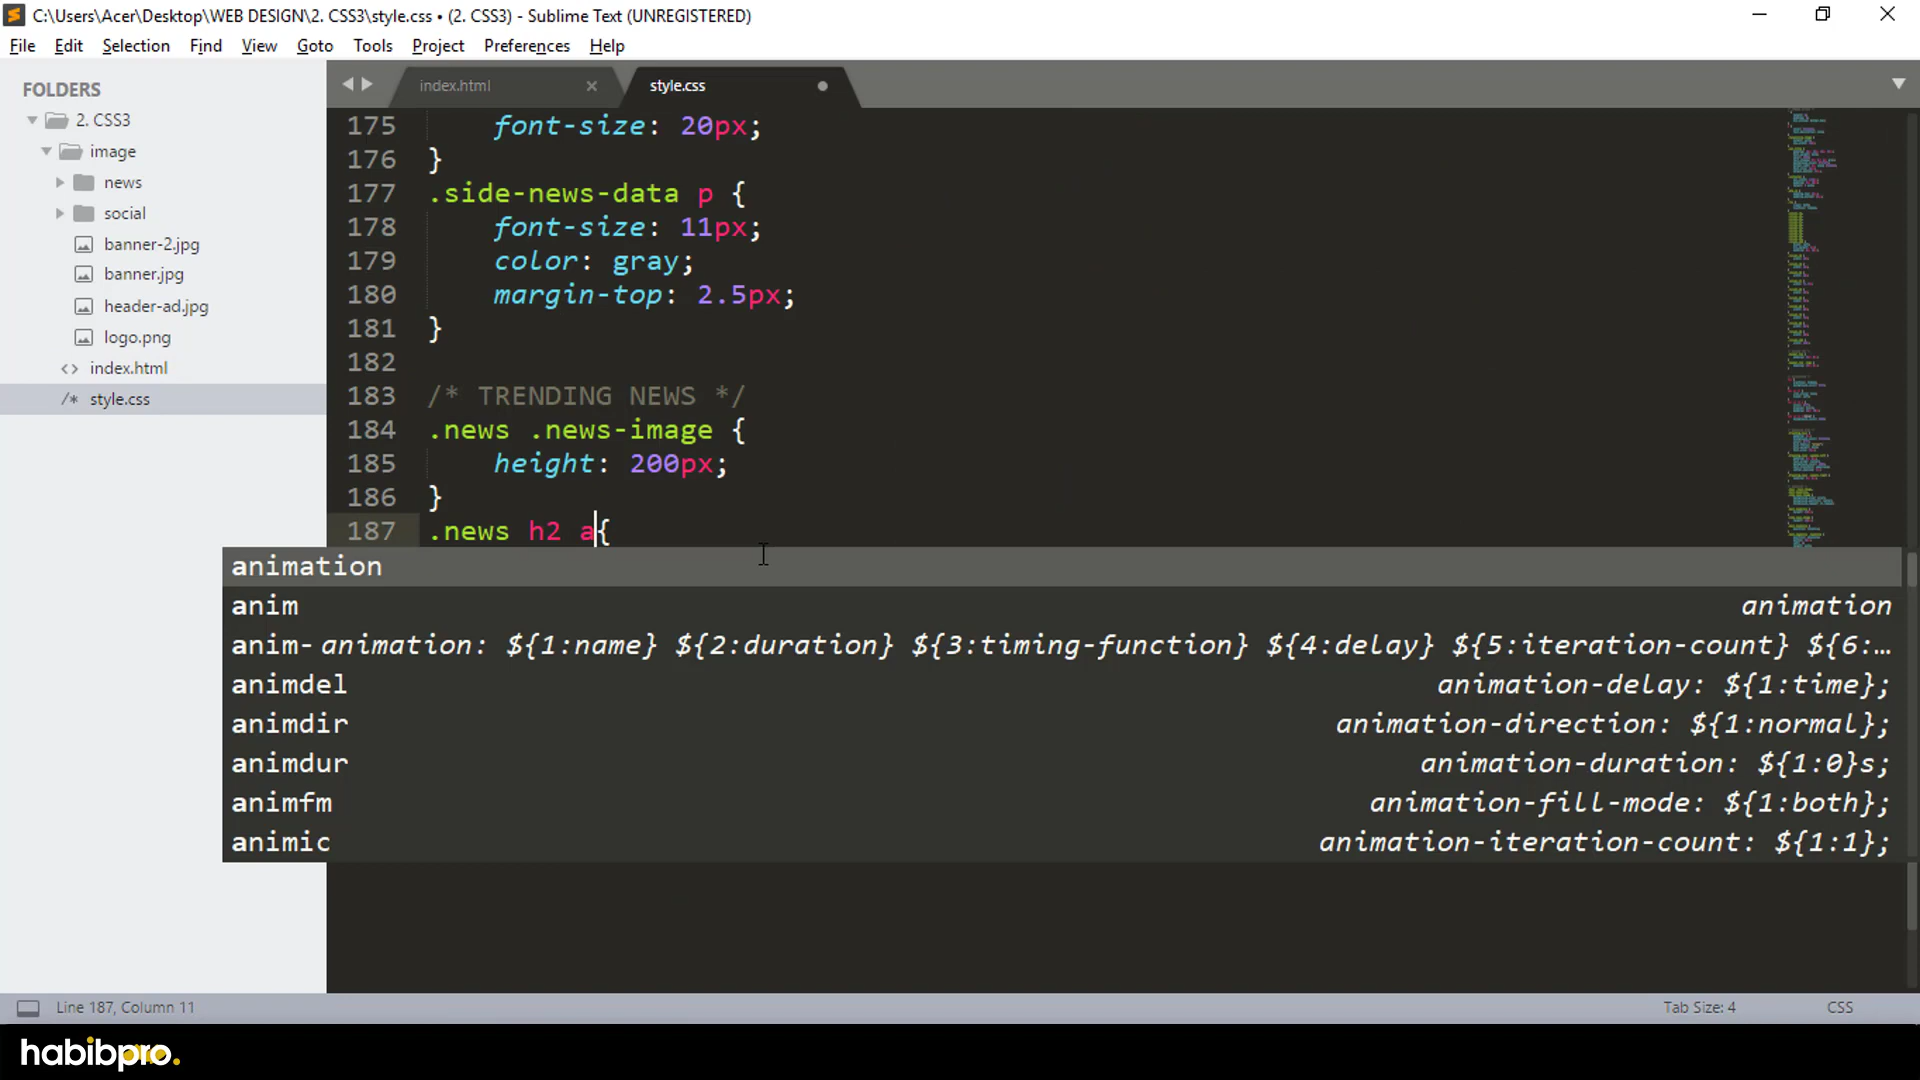 C:\Users\Acer\Desktop\WEB DESIGN\2. CSS3\style.css • (2. CSS3) - Sublime Text (UNREGISTERED)
File Edit Selection Find View Goto Tools Project Preferences Help
FOLDERS
2. CSS3
image
news
social
banner-2.jpg
banner.jpg
header-ad.jpg
logo.png
<> index.html
/* style.css
index.html × style.css
175 font-size: 20px;
176 }
177 .side-news-data p {
178 font-size: 11px;
179 color: gray;
180 margin-top: 2.5px;
181 }
182
183 /* TRENDING NEWS */
184 .news .news-image {
185 height: 200px;
186 }
187 .news h2 a{
animation
anim animation
anim- animation: ${1:name} ${2:duration} ${3:timing-function} ${4:delay} ${5:iteration-count} ${6:…
animdel animation-delay: ${1:time};
animdir animation-direction: ${1:normal};
animdur animation-duration: ${1:0}s;
animfm animation-fill-mode: ${1:both};
animic animation-iteration-count: ${1:1};
Line 187, Column 11 Tab Size: 4 CSS
habibpro.